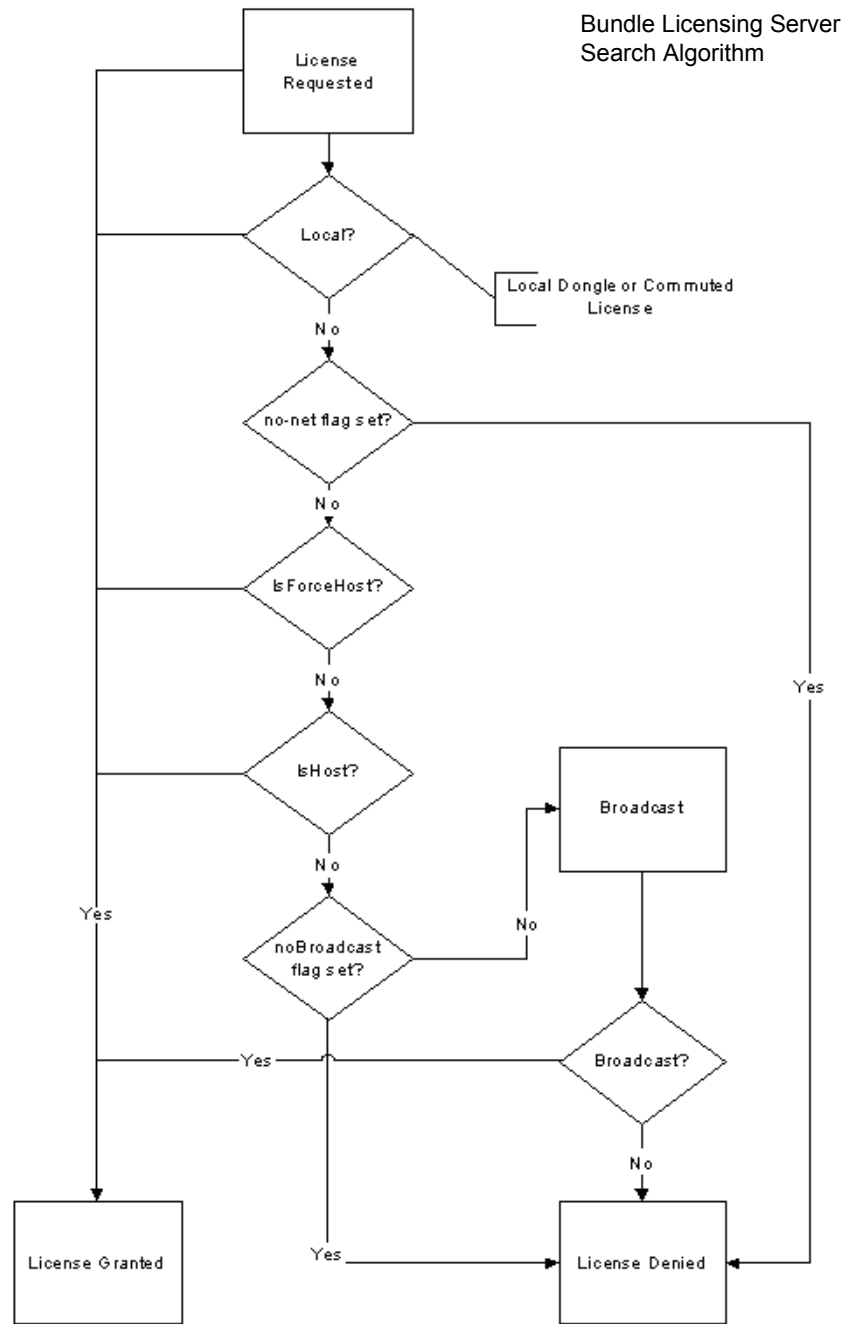 Bundle Licensing Server
Search Algorithm
License
Requested
Local?
Local Dongle or Commuted
License
No
no-net flag set?
No
IsForceHost?
No
Yes
IsHost?
Broadcast
No
Yes
No
noBroadcast
flag set?
Yes
Broadcast?
No
License Granted
Yes
License Denied